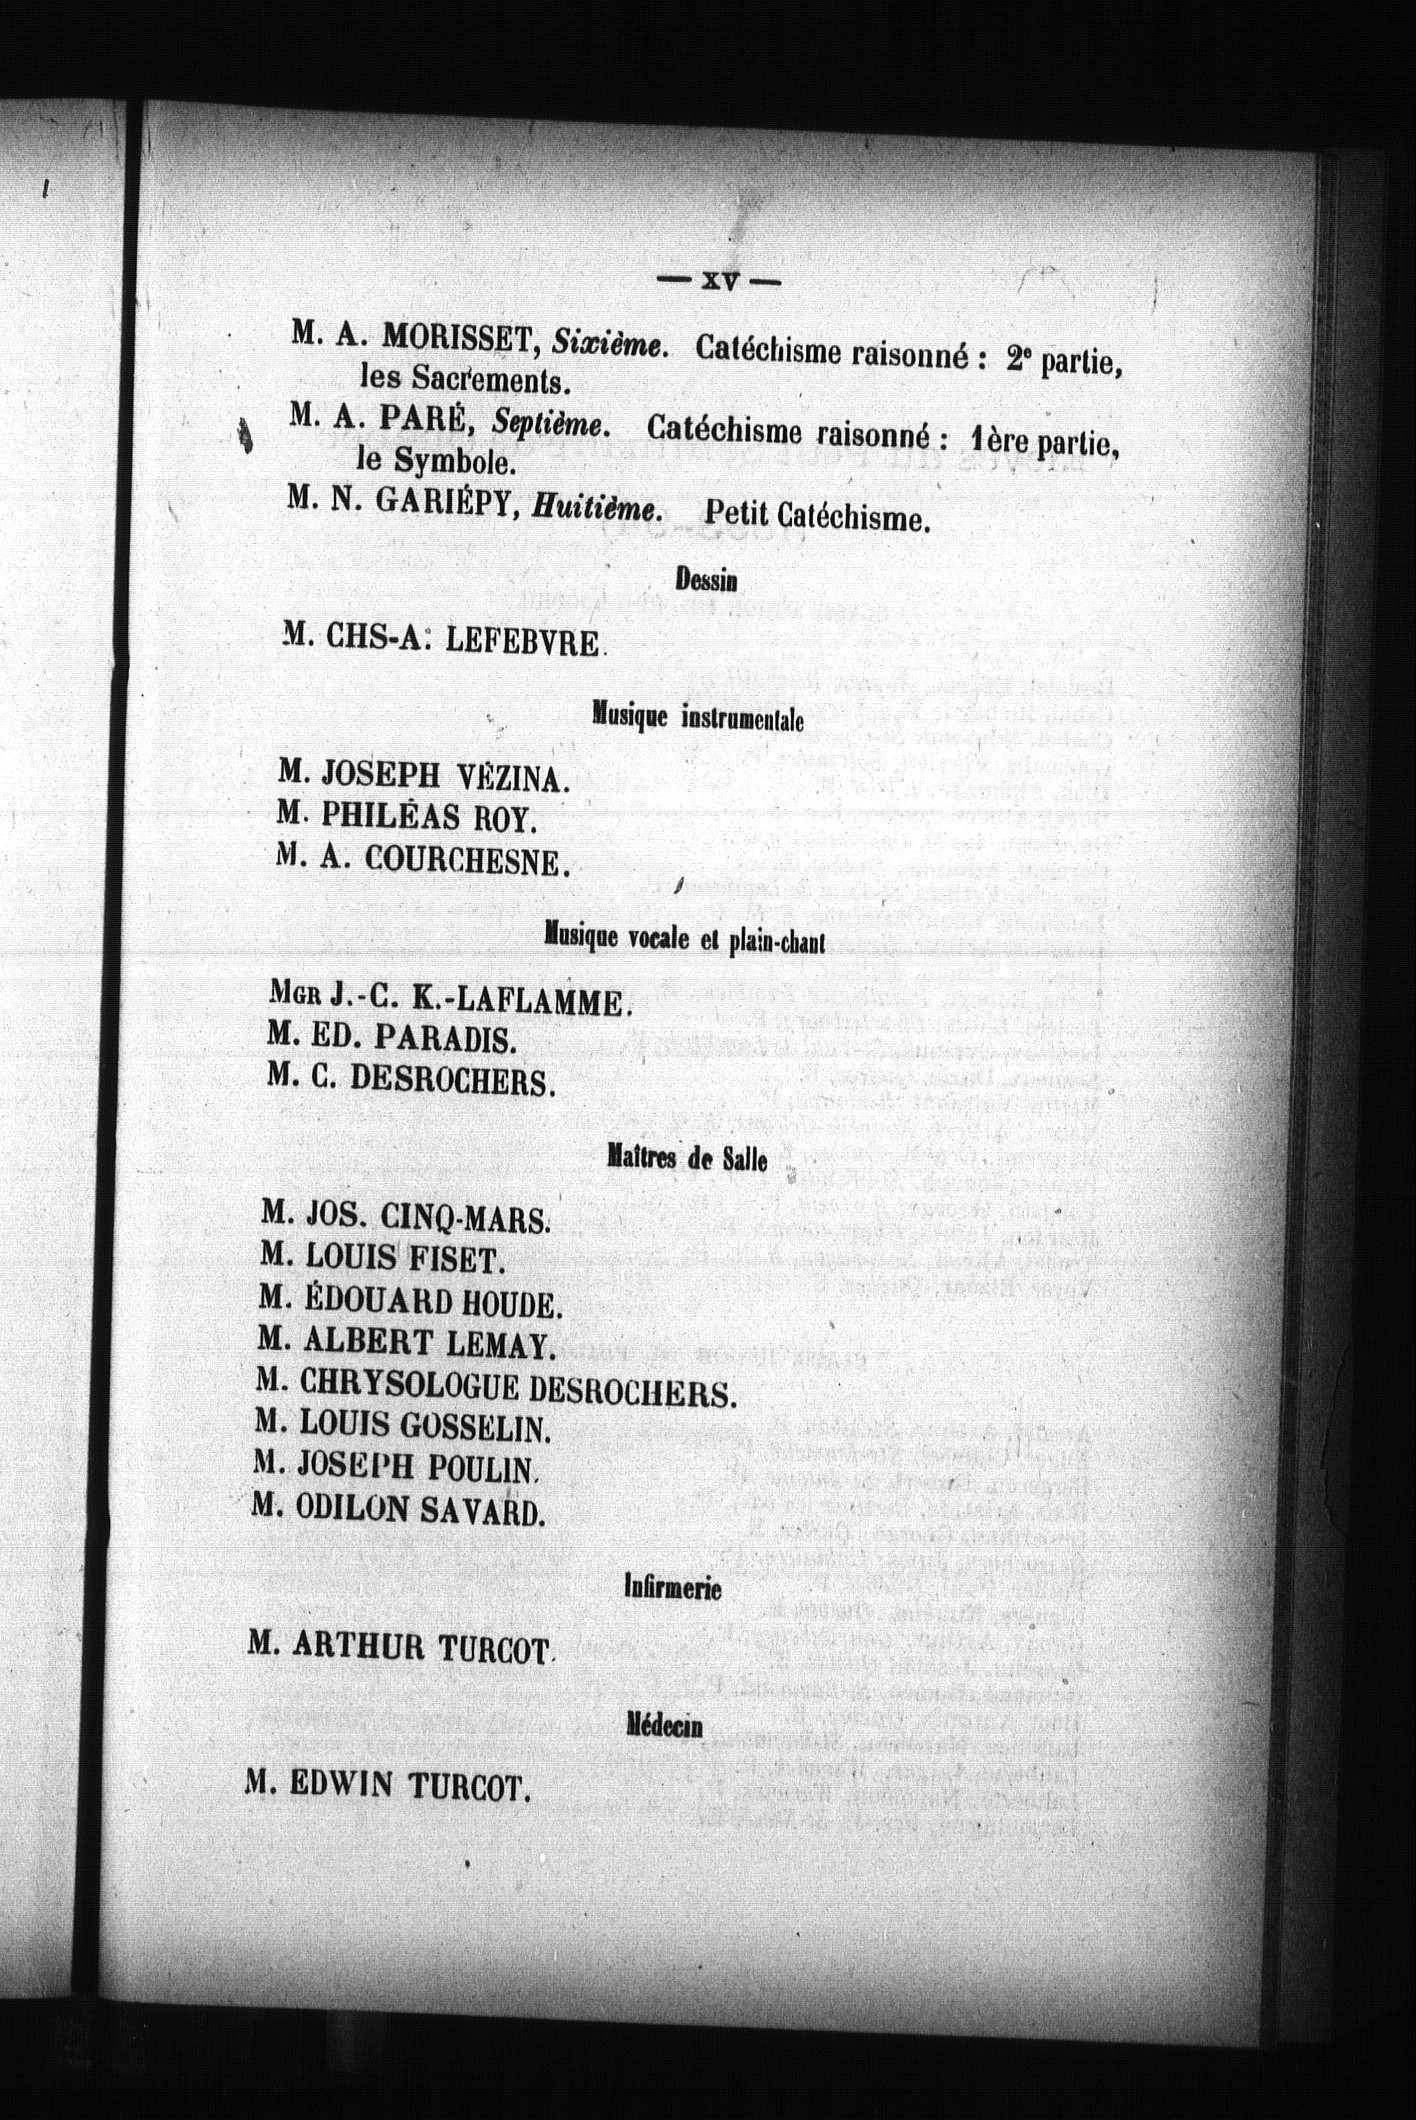 — XV —
M. A. MORISSET, Sixième. Catéchisme raisonné : 2e partie,
les Sacrements.
M. A. PARÉ, Septième. Catéchisme raisonné : 1ère partie,
le Symbole.
M. N. GARIÉPY, Huitième. Petit Catéchisme.
Dessin
M. CHS-A. LEFEBVRE.
Musique instrumentale
M. JOSEPH VÉZINA.
M. PHILÉAS ROY.
M. A. COURCHESNE.
Musique vocale et plain-chant
MGR J.-C. K.-LAFLAMME.
M. ED. PARADIS.
M. C. DESROCHERS.
Maîtres de Salle
M. JOS. CINQ-MARS.
M. LOUIS FISET.
M. ÉDOUARD HOUDE.
M. ALBERT LEMAY.
M. CHRYSOLOGUE DESROCHERS.
M. LOUIS GOSSELIN.
M. JOSEPH POULIN.
M. ODILON SAVARD.
Infirmerie
M. ARTHUR TURCOT.
Médecin
M. EDWIN TURCOT.